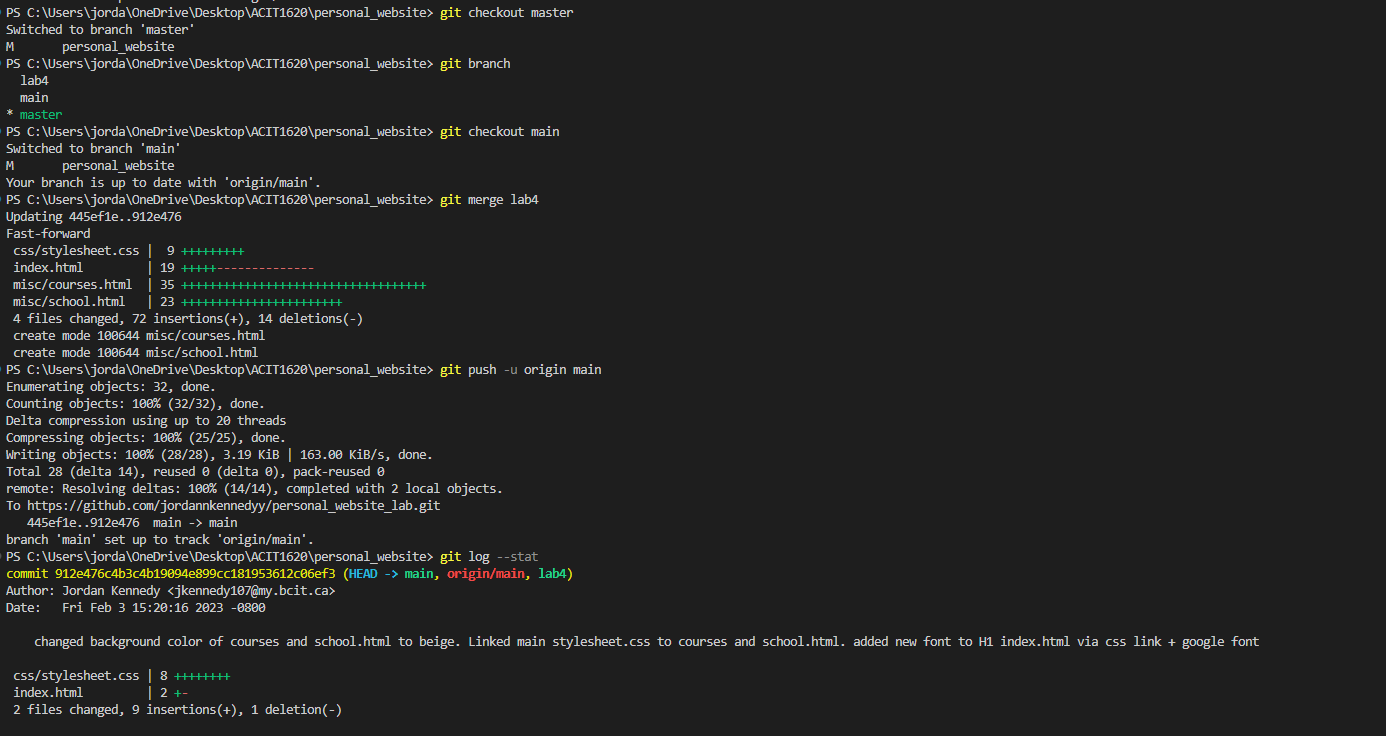 PS C:\Users\jorda\OneDrive\Desktop\ACIT1620\personal_website> git checkout master
Switched to branch 'master'
M       personal_website
PS C:\Users\jorda\OneDrive\Desktop\ACIT1620\personal_website> git branch
  lab4
  main
* master
PS C:\Users\jorda\OneDrive\Desktop\ACIT1620\personal_website> git checkout main
Switched to branch 'main'
M       personal_website
Your branch is up to date with 'origin/main'.
PS C:\Users\jorda\OneDrive\Desktop\ACIT1620\personal_website> git merge lab4
Updating 445ef1e..912e476
Fast-forward
 css/stylesheet.css |  9 +++++++++
 index.html         | 19 +++++--------------
 misc/courses.html  | 35 +++++++++++++++++++++++++++++++++++
 misc/school.html   | 23 +++++++++++++++++++++++
 4 files changed, 72 insertions(+), 14 deletions(-)
 create mode 100644 misc/courses.html
 create mode 100644 misc/school.html
PS C:\Users\jorda\OneDrive\Desktop\ACIT1620\personal_website> git push -u origin main
Enumerating objects: 32, done.
Counting objects: 100% (32/32), done.
Delta compression using up to 20 threads
Compressing objects: 100% (25/25), done.
Writing objects: 100% (28/28), 3.19 KiB | 163.00 KiB/s, done.
Total 28 (delta 14), reused 0 (delta 0), pack-reused 0
remote: Resolving deltas: 100% (14/14), completed with 2 local objects.
To https://github.com/jordannkennedyy/personal_website_lab.git
   445ef1e..912e476  main -> main
branch 'main' set up to track 'origin/main'.
PS C:\Users\jorda\OneDrive\Desktop\ACIT1620\personal_website> git log --stat
commit 912e476c4b3c4b19094e899cc181953612c06ef3 (HEAD -> main, origin/main, lab4)
Author: Jordan Kennedy <jkennedy107@my.bcit.ca>
Date:   Fri Feb 3 15:20:16 2023 -0800

    changed background color of courses and school.html to beige. Linked main stylesheet.css to courses and school.html. added new font to H1 index.html via css link + google font

 css/stylesheet.css | 8 ++++++++
 index.html         | 2 +-
 2 files changed, 9 insertions(+), 1 deletion(-)